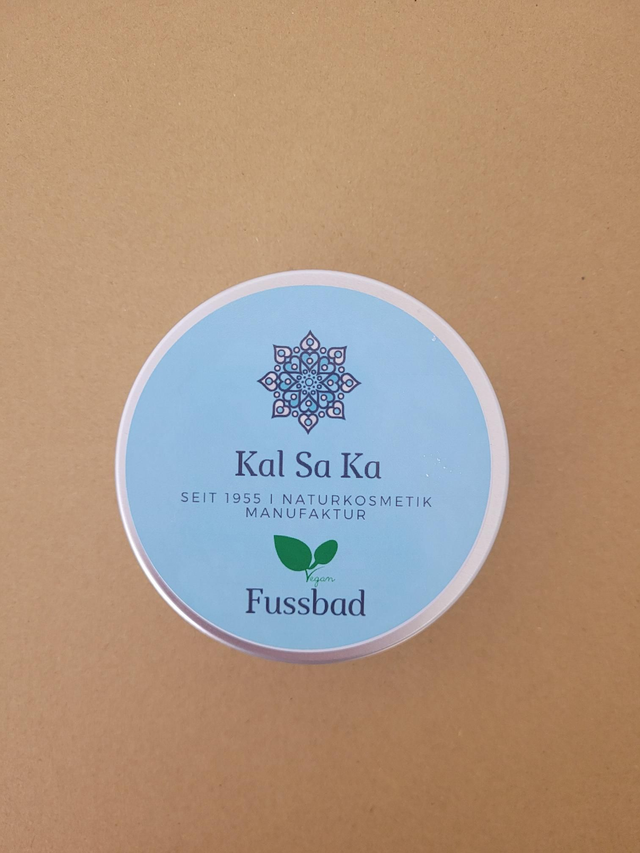 Kal Sa Ka
SEIT 1955 I NATURKOSMETIK
MANUFAKTUR
Vegan
Fussbad